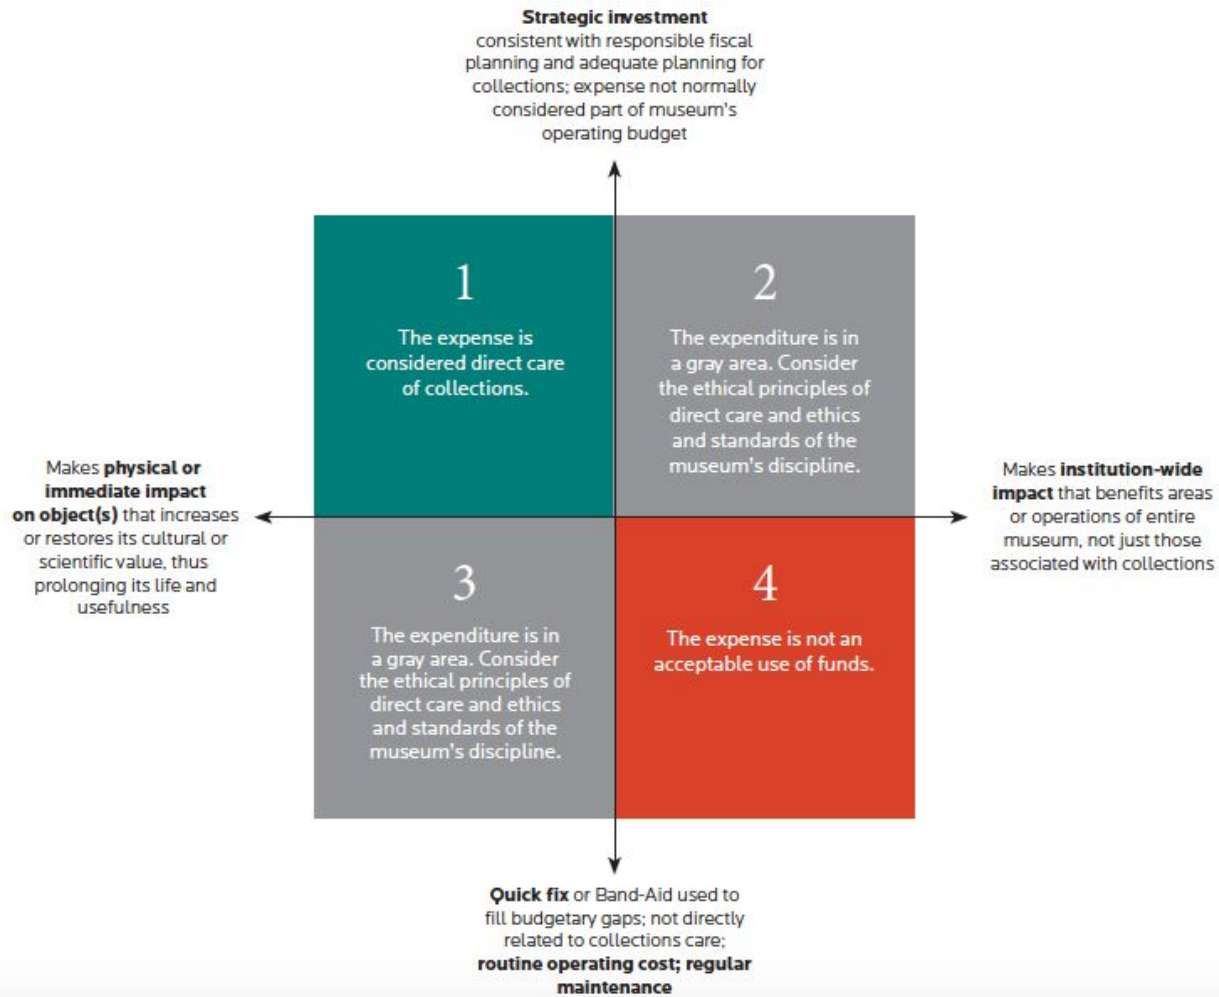 Strategic investment
consistent with responsible fiscal
planning and adequate planning for
collections; expense not normally
considered part of museum's
operating budget
1
The expense is
considered direct care
of collections.
2
The expenditure is in
a gray area. Consider
the ethical principles of
direct care and ethics
and standards of the
museum's discipline.
Makes physical or
immediate impact
on object(s) that increases
or restores its cultural or
scientific value, thus
prolonging its life and
usefulness
Makes institution-wide
impact that benefits areas
or operations of entire
museum, not just those
associated with collections
3
The expenditure is in
a gray area. Consider
the ethical principles of
direct care and ethics
and standards of the
museum's discipline.
4
The expense is not an
acceptable use of funds.
Quick fix or Band-Aid used to
fill budgetary gaps; not directly
related to collections care;
routine operating cost; regular
maintenance